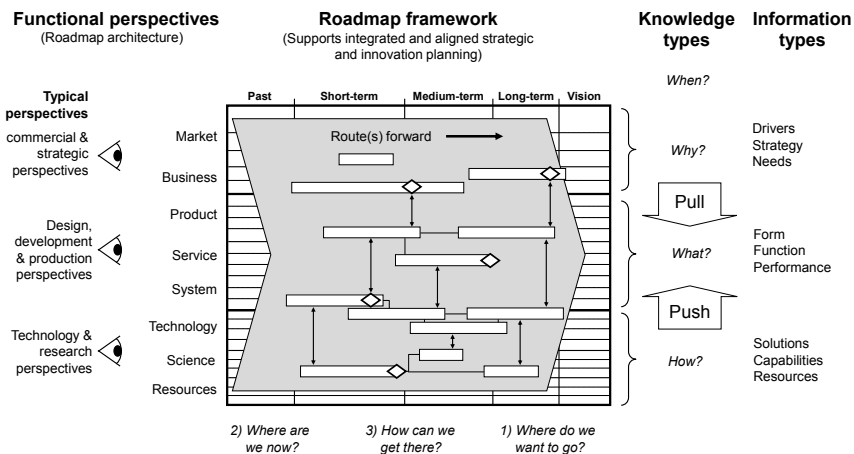 Functional perspectives
(Roadmap architecture)
Roadmap framework
(Supports integrated and aligned strategic
and innovation planning)
Knowledge
types
Information
types
When?
Typical
perspectives
Past
Short-term
Medium-term
Long-term
Vision
commercial &
strategic
perspectives
Market
Business
Route(s) forward
Why?
Drivers
Strategy
Needs
Pull
Design,
development
& production
perspectives
Product
Service
System
What?
Form
Function
Performance
Push
Technology &
research
perspectives
Technology
Science
Resources
How?
Solutions
Capabilities
Resources
2) Where are
we now?
3) How can we
get there?
1) Where do we
want to go?